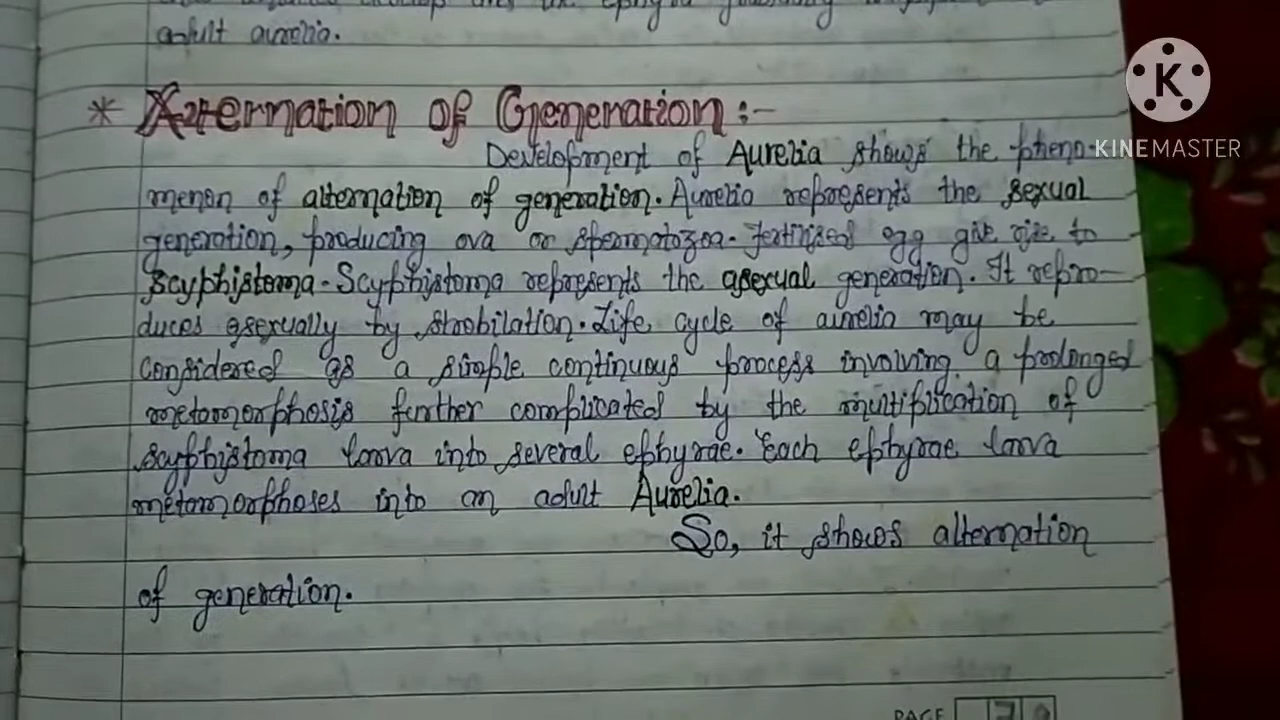 adult aurelia.
* Alternation of Generation :-
Development of Aurelia shows the pheno-
menon of alternation of generation. Aurelia represents the sexual
generation, producing ova or spermatozoa. Fertilised egg give rise to
Scyphistoma - Scyphistoma represents the asexual generation. It repro-
duces asexually by strobilation. Life cycle of aurelia may be
considered as a simple continuous process involving a prolonged
metamorphosis further complicated by the multiplication of
scyphistoma larva into several ephyrae. Each ephyrae larva
metamorphoses into an adult Aurelia.
So, it shows alternation
of generation.
PAGE
K
KINEMASTER